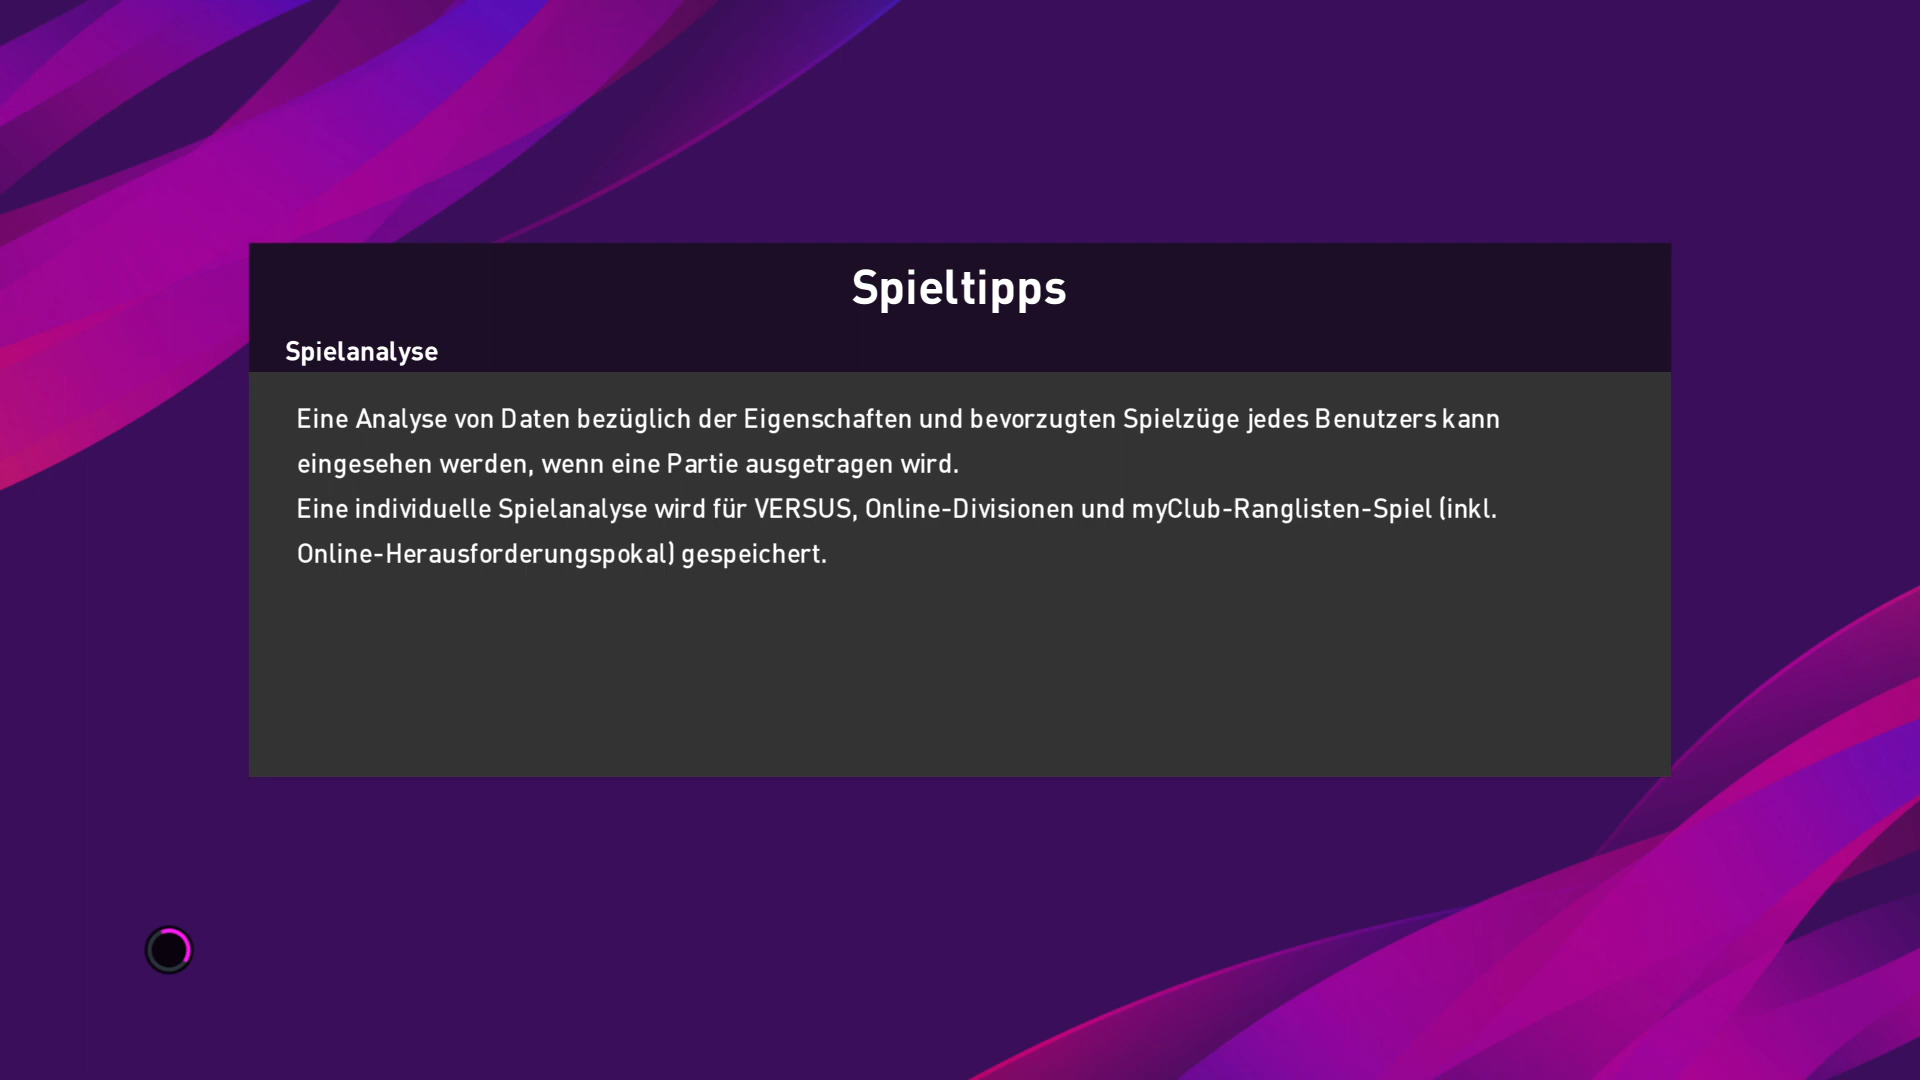 Spieltipps
Spielanalyse
Eine Analyse von Daten bezüglich der Eigenschaften und bevorzugten Spielzüge jedes Benutzers kann
eingesehen werden, wenn eine Partie ausgetragen wird.
Eine individuelle Spielanalyse wird für VERSUS, Online-Divisionen und myClub-Ranglisten-Spiel (inkl.
Online-Herausforderungspokal) gespeichert.